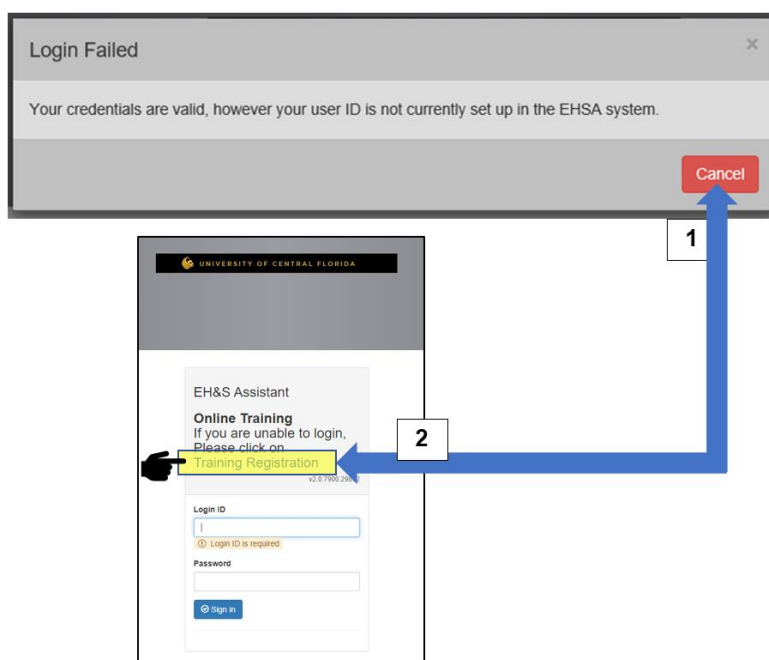 Login Failed
×
Your credentials are valid, however your user ID is not currently set up in the EHSA system.
Cancel
1
UNIVERSITY OF CENTRAL FLORIDA
EH&S Assistant
Online Training
If you are unable to login,
2
Please click on
Training Registration
Login ID
Login ID is required
Password
Sign in